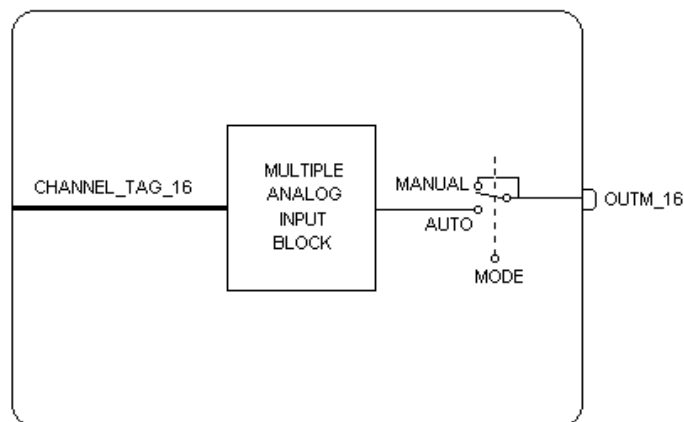 CHANNEL_TAG_16
MULTIPLE
ANALOG
INPUT
BLOCK
MANUAL
AUTO
MODE
OUTM_16